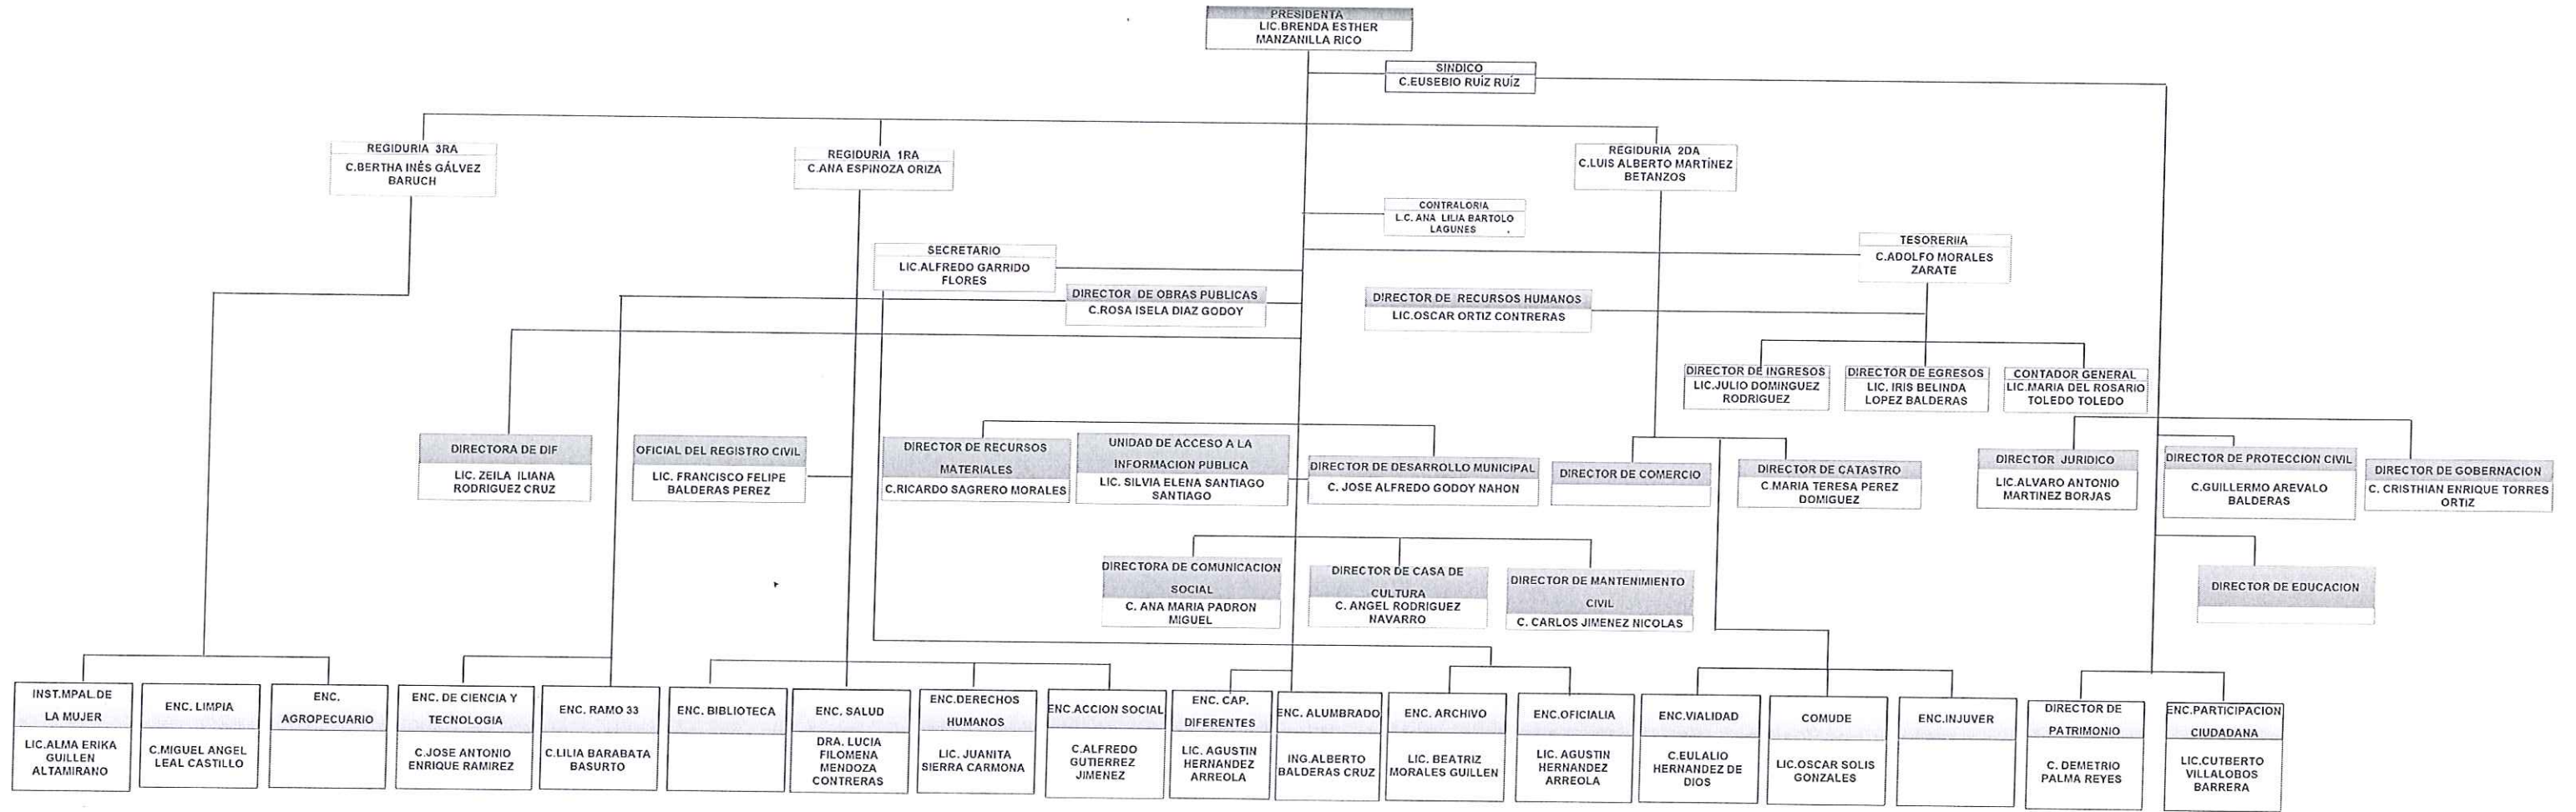 PRESIDENTA
LIC.BRENDA ESTHER
MANZANILLA RICO
SINDICO
C.EUSEBIO RUÍZ RUÍZ
REGIDURIA 3RA
C.BERTHA INÉS GÁLVEZ
BARUCH
REGIDURIA 1RA
C.ANA ESPINOZA ORIZA
REGIDURIA 2DA
C.LUIS ALBERTO MARTÍNEZ
BETANZOS
CONTRALORIA
L.C. ANA LILIA BARTOLO
LAGUNES
SECRETARIO
LIC.ALFREDO GARRIDO
FLORES
TESORERIIA
C.ADOLFO MORALES
ZARATE
DIRECTOR DE OBRAS PUBLICAS
C.ROSA ISELA DIAZ GODOY
DIRECTOR DE RECURSOS HUMANOS
LIC.OSCAR ORTIZ CONTRERAS
DIRECTOR DE INGRESOS
LIC.JULIO DOMINGUEZ
RODRIGUEZ
DIRECTOR DE EGRESOS
LIC. IRIS BELINDA
LOPEZ BALDERAS
CONTADOR GENERAL
LIC.MARIA DEL ROSARIO
TOLEDO TOLEDO
DIRECTORA DE DIF
LIC. ZEILA ILIANA
RODRIGUEZ CRUZ
OFICIAL DEL REGISTRO CIVIL
LIC. FRANCISCO FELIPE
BALDERAS PEREZ
DIRECTOR DE RECURSOS
MATERIALES
C.RICARDO SAGRERO MORALES
UNIDAD DE ACCESO A LA
INFORMACION PUBLICA
LIC. SILVIA ELENA SANTIAGO
SANTIAGO
DIRECTOR DE DESARROLLO MUNICIPAL
C. JOSE ALFREDO GODOY NAHON
DIRECTOR DE COMERCIO
DIRECTOR DE CATASTRO
C.MARIA TERESA PEREZ
DOMIGUEZ
DIRECTOR JURIDICO
LIC.ALVARO ANTONIO
MARTINEZ BORJAS
DIRECTOR DE PROTECCION CIVIL
C.GUILLERMO AREVALO
BALDERAS
DIRECTOR DE GOBERNACION
C. CRISTHIAN ENRIQUE TORRES
ORTIZ
DIRECTORA DE COMUNICACION
SOCIAL
C. ANA MARIA PADRON
MIGUEL
DIRECTOR DE CASA DE
CULTURA
C. ANGEL RODRIGUEZ
NAVARRO
DIRECTOR DE MANTENIMIENTO
CIVIL
C. CARLOS JIMENEZ NICOLAS
DIRECTOR DE EDUCACION
INST.MPAL.DE
LA MUJER
LIC.ALMA ERIKA
GUILLEN
ALTAMIRANO
ENC. LIMPIA
C.MIGUEL ANGEL
LEAL CASTILLO
ENC.
AGROPECUARIO
ENC. DE CIENCIA Y
TECNOLOGIA
C.JOSE ANTONIO
ENRIQUE RAMIREZ
ENC. RAMO 33
C.LILIA BARABATA
BASURTO
ENC. BIBLIOTECA
ENC. SALUD
DRA. LUCIA
FILOMENA
MENDOZA
CONTRERAS
ENC.DERECHOS
HUMANOS
LIC. JUANITA
SIERRA CARMONA
ENC.ACCION SOCIAL
C.ALFREDO
GUTIERREZ
JIMENEZ
ENC. CAP.
DIFERENTES
LIC. AGUSTIN
HERNANDEZ
ARREOLA
ENC. ALUMBRADO
ING.ALBERTO
BALDERAS CRUZ
ENC. ARCHIVO
LIC. BEATRIZ
MORALES GUILLEN
ENC.OFICIALIA
LIC. AGUSTIN
HERNANDEZ
ARREOLA
ENC.VIALIDAD
C.EULALIO
HERNANDEZ DE
DIOS
COMUDE
LIC.OSCAR SOLIS
GONZALES
ENC.INJUVER
DIRECTOR DE
PATRIMONIO
C. DEMETRIO
PALMA REYES
ENC.PARTICIPACION
CIUDADANA
LIC.CUTBERTO
VILLALOBOS
BARRERA